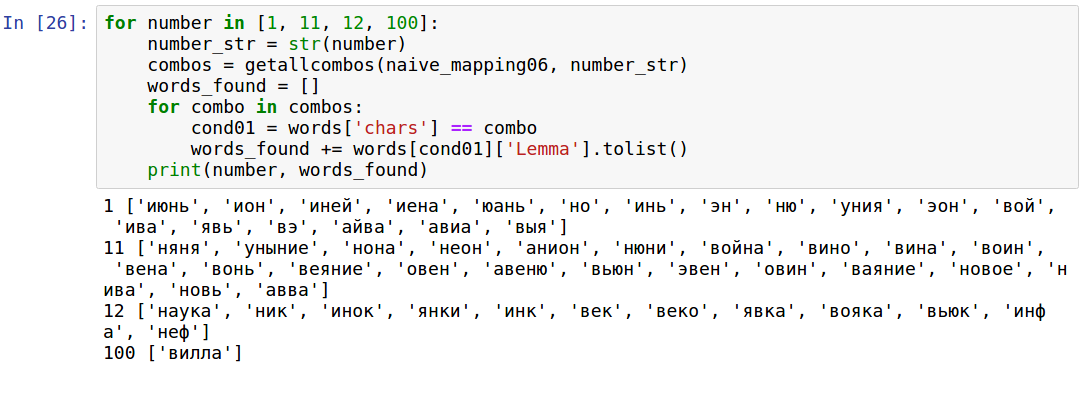 In [26]: for number in [1, 11, 12, 100]:
    number_str = str(number)
    combos = getallcombos(naive_mapping06, number_str)
    words_found = []
    for combo in combos:
        cond01 = words['chars'] == combo
        words_found += words[cond01]['Lemma'].tolist()
    print(number, words_found)
1 ['июнь', 'ион', 'иней', 'иена', 'юань', 'но', 'инь', 'эн', 'ню', 'уния', 'эон', 'вой',
 'ива', 'явь', 'вэ', 'айва', 'авиа', 'выя']
11 ['няня', 'уныние', 'нона', 'неон', 'анион', 'нюни', 'война', 'вино', 'вина', 'воин',
 'вена', 'вонь', 'веяние', 'овен', 'авеню', 'вьюн', 'эвен', 'овин', 'ваяние', 'новое', 'н
ива', 'новь', 'авва']
12 ['наука', 'ник', 'инок', 'янки', 'инк', 'век', 'веко', 'явка', 'вояка', 'вьюк', 'инф
а', 'неф']
100 ['вилла']